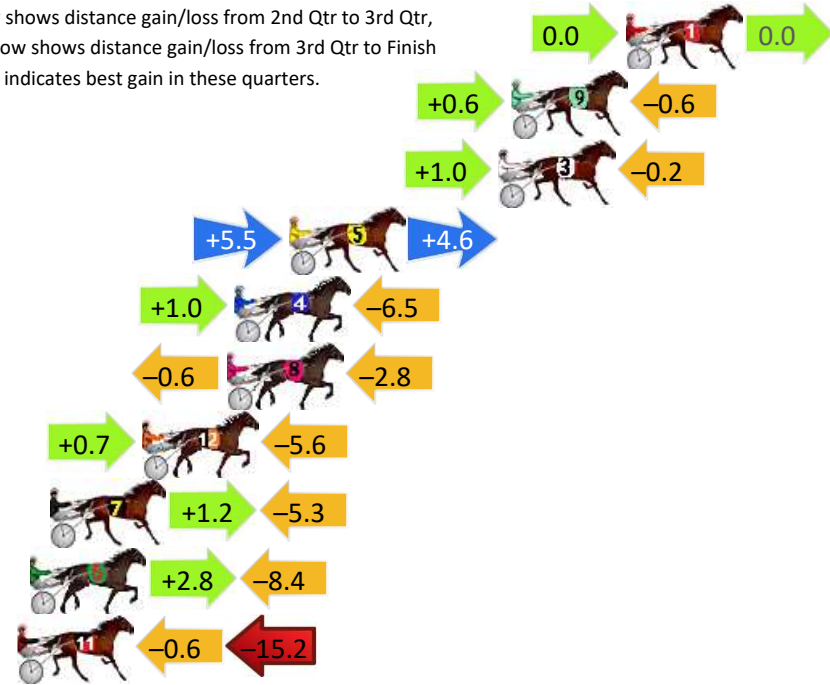 shows distance gain/loss from 2nd Qtr to 3rd Qtr,
ow shows distance gain/loss from 3rd Qtr to Finish
indicates best gain in these quarters.
0.0 1 0.0
+0.6 9 –0.6
+1.0 3 –0.2
+5.5 5 +4.6
+1.0 4 –6.5
–0.6 8 –2.8
+0.7 12 –5.6
7 +1.2 –5.3
+2.8 –8.4
11 –0.6 –15.2